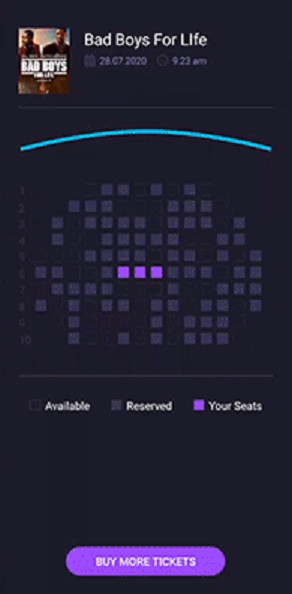 Bad Boys For LIfe
28.07.2020 9.23 am
BAD BOYS
FOR LIFE
1
2
3
4
5
6
7
8
9
10
Available Reserved Your Seats
BUY MORE TICKETS